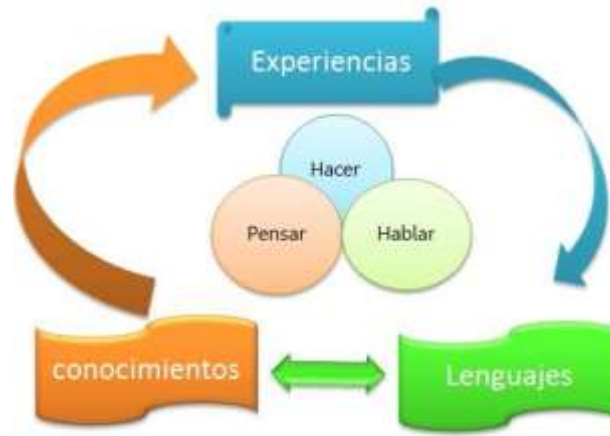 Experiencias
Hacer
Pensar
Hablar
conocimientos
Lenguajes